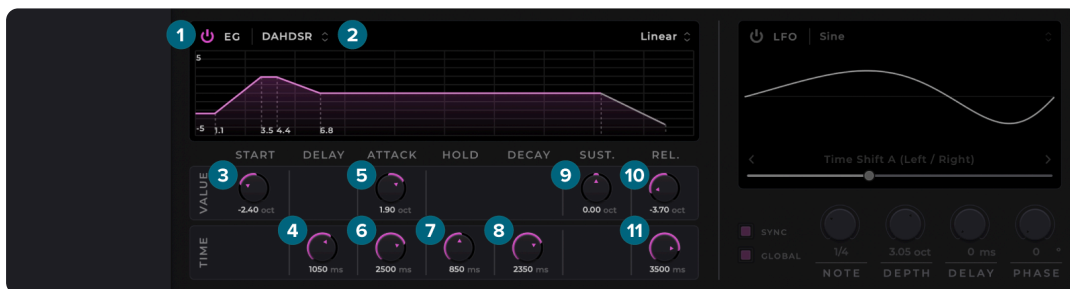 1 EG DAHDSR 2 Linear
5
-5 1.1 3.5 4.4 6.8
START DELAY ATTACK HOLD DECAY SUST. REL.
VALUE
3 5 9 10
-2.40 oct 1.90 oct 0.00 oct -3.70 oct
TIME
4 6 7 8 11
1050 ms 2500 ms 850 ms 2350 ms 3500 ms
LFO Sine
< Time Shift A (Left / Right) >
SYNC
GLOBAL
1/4 3.05 oct 0 ms 0 °
NOTE DEPTH DELAY PHASE